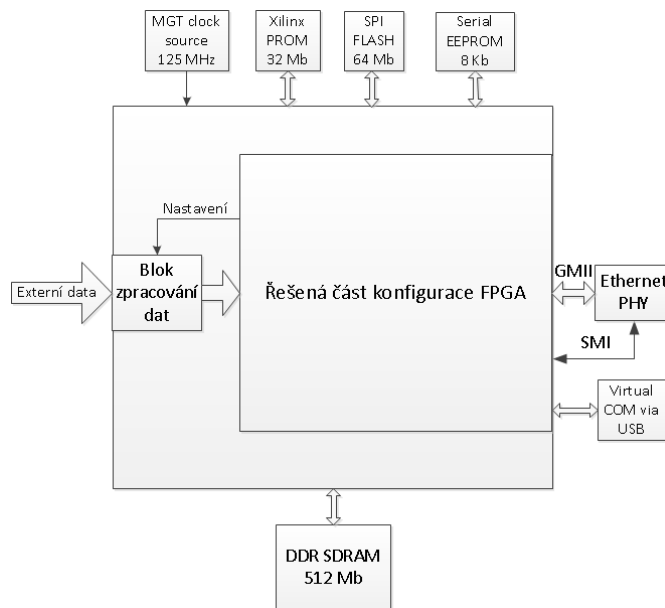 MGT clock
source
125 MHz
Xilinx
PROM
32 Mb
SPI
FLASH
64 Mb
Serial
EEPROM
8 Kb
Nastavení
Externí data
Blok
zpracování
dat
Řešená část konfigurace FPGA
GMII
Ethernet
PHY
SMI
Virtual
COM via
USB
DDR SDRAM
512 Mb